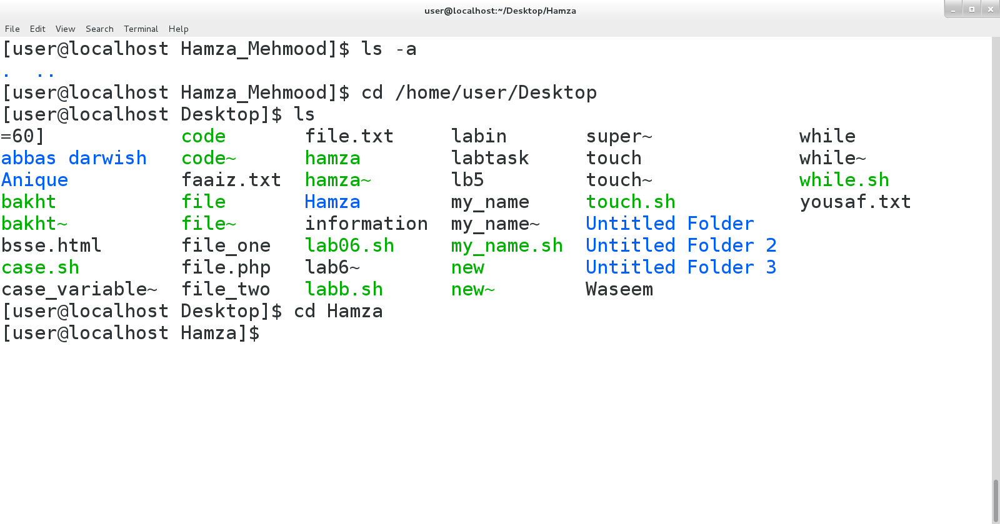 user@localhost:~/Desktop/Hamza
File Edit View Search Terminal Help
[user@localhost Hamza_Mehmood]$ ls -a
.  ..
[user@localhost Hamza_Mehmood]$ cd /home/user/Desktop
[user@localhost Desktop]$ ls
=60]            code       file.txt     labin       super~             while
abbas darwish   code~      hamza        labtask     touch              while~
Anique          faaiz.txt  hamza~       lb5         touch~             while.sh
bakht           file       Hamza        my_name     touch.sh           yousaf.txt
bakht~          file~      information  my_name~    Untitled Folder
bsse.html       file_one   lab06.sh     my_name.sh  Untitled Folder 2
case.sh         file.php   lab6~        new         Untitled Folder 3
case_variable~  file_two   labb.sh      new~        Waseem
[user@localhost Desktop]$ cd Hamza
[user@localhost Hamza]$